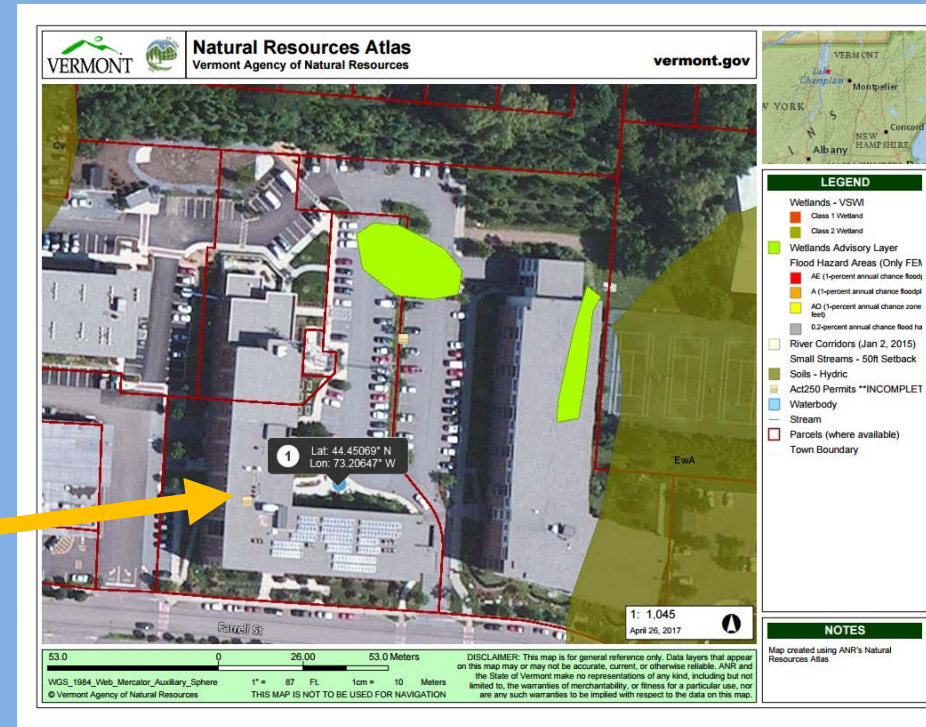 VERMONT
Natural Resources Atlas
Vermont Agency of Natural Resources
vermont.gov
VERMONT
Lake
Champlain
Montpelier
W YORK
NEW
HAMPSHIRE
Concord
Albany
Cv
1
Lat: 44.45069° N
Lon: 73.20647° W
EwA
Farrell St
1: 1,045
April 26, 2017
LEGEND
Wetlands - VSWI
Class 1 Wetland
Class 2 Wetland
Wetlands Advisory Layer
Flood Hazard Areas (Only FEM
AE (1-percent annual chance floodp
A (1-percent annual chance floodpl
AO (1-percent annual chance zone
feet)
0.2-percent annual chance flood ha
River Corridors (Jan 2, 2015)
Small Streams - 50ft Setback
Soils - Hydric
Act250 Permits **INCOMPLET
Waterbody
Stream
Parcels (where available)
Town Boundary
NOTES
Map created using ANR's Natural
Resources Atlas
53.0 0 26.00 53.0 Meters
WGS_1984_Web_Mercator_Auxiliary_Sphere 1" = 87 Ft. 1cm = 10 Meters
© Vermont Agency of Natural Resources THIS MAP IS NOT TO BE USED FOR NAVIGATION
DISCLAIMER: This map is for general reference only. Data layers that appear
on this map may or may not be accurate, current, or otherwise reliable. ANR and
the State of Vermont make no representations of any kind, including but not
limited to, the warranties of merchantability, or fitness for a particular use, nor
are any such warranties to be implied with respect to the data on this map.